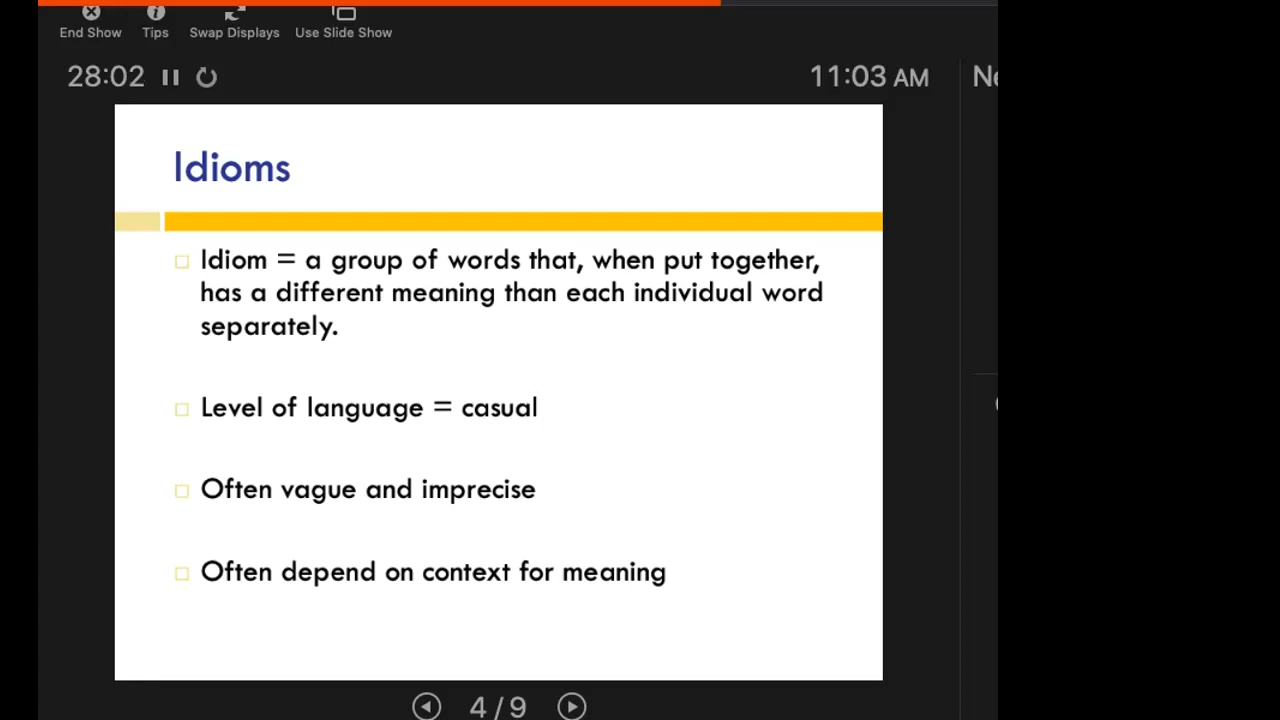 End Show Tips Swap Displays Use Slide Show
28:02 11:03 AM
Idioms
Idiom = a group of words that, when put together,
has a different meaning than each individual word
separately.
Level of language = casual
Often vague and imprecise
Often depend on context for meaning
4 / 9